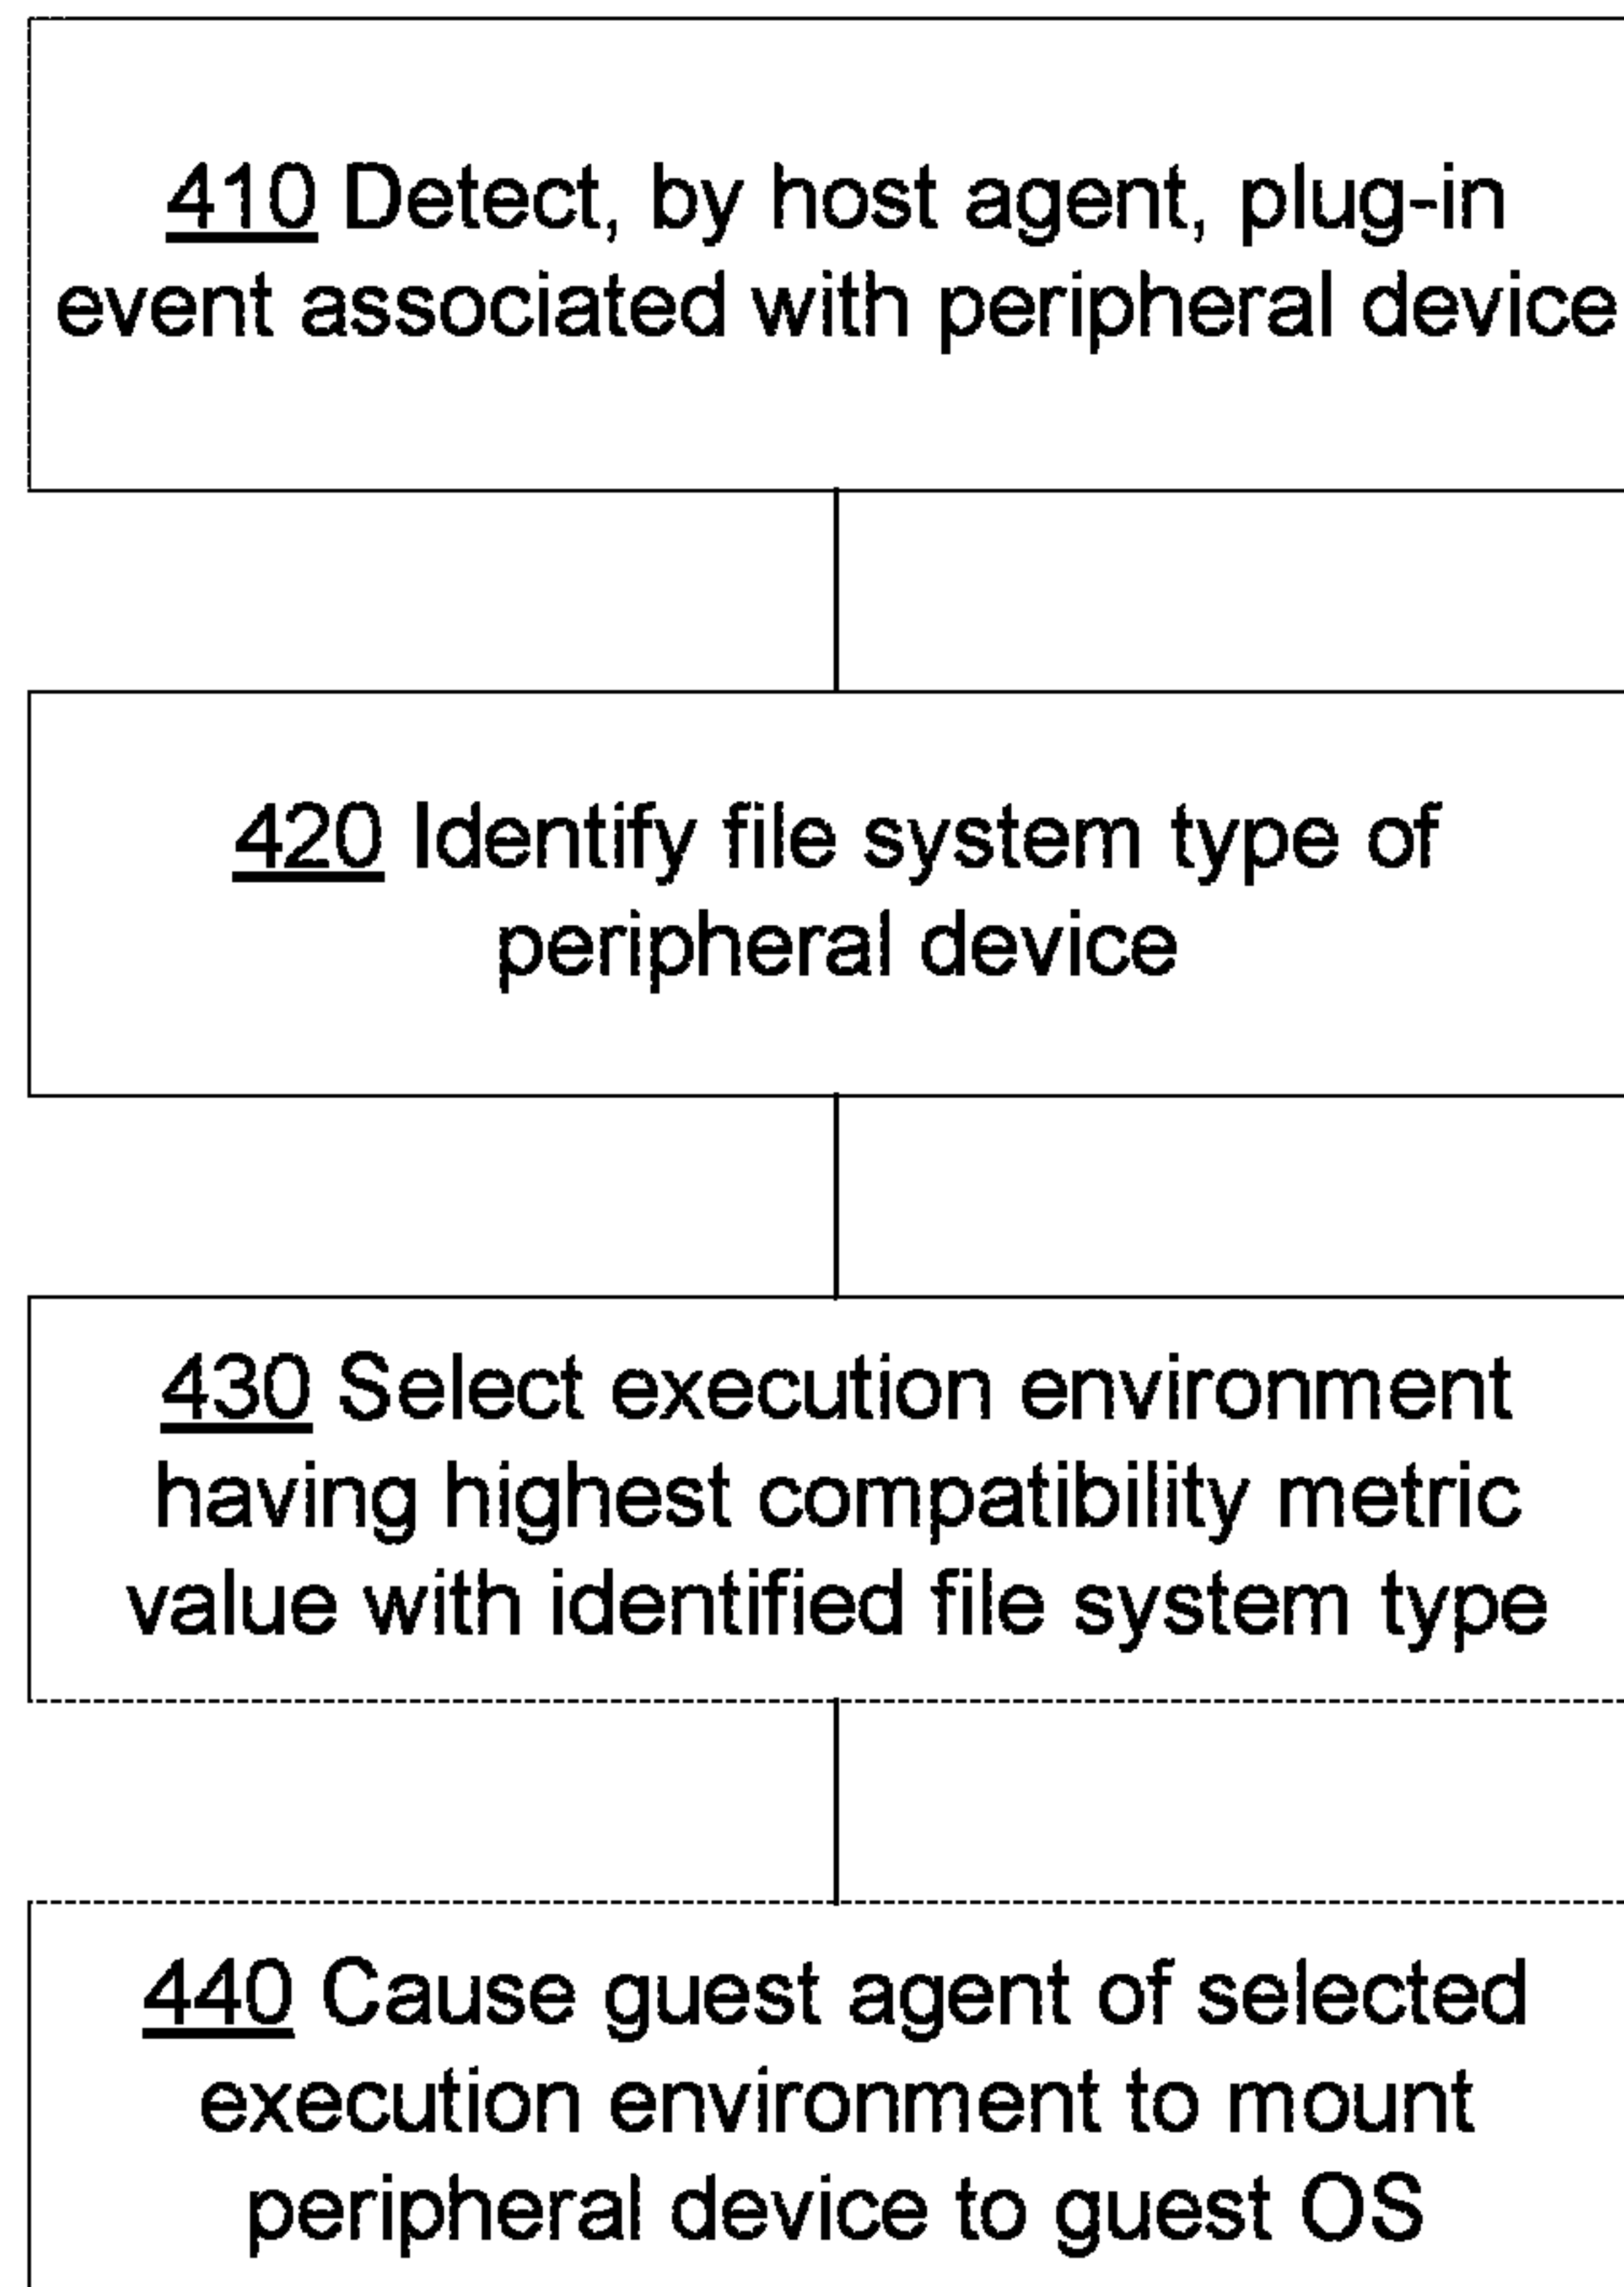 410 Detect, by host agent, plug-in
event associated with peripheral device
420 Identify file system type of
peripheral device
430 Select execution environment
having highest compatibility metric
value with identified file system type
440 Cause guest agent of selected
execution environment to mount
peripheral device to guest OS